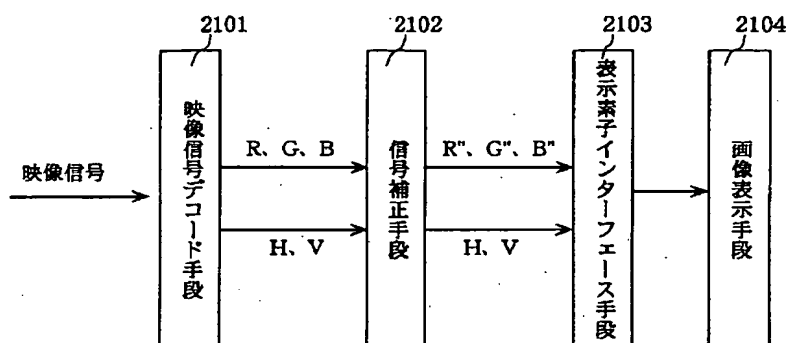 2101
2102
2103
2104
映像信号
映像信号デコード手段
R、G、B
H、V
信号補正手段
R"、G"、B"
H、V
表示素子インターフェース手段
画像表示手段